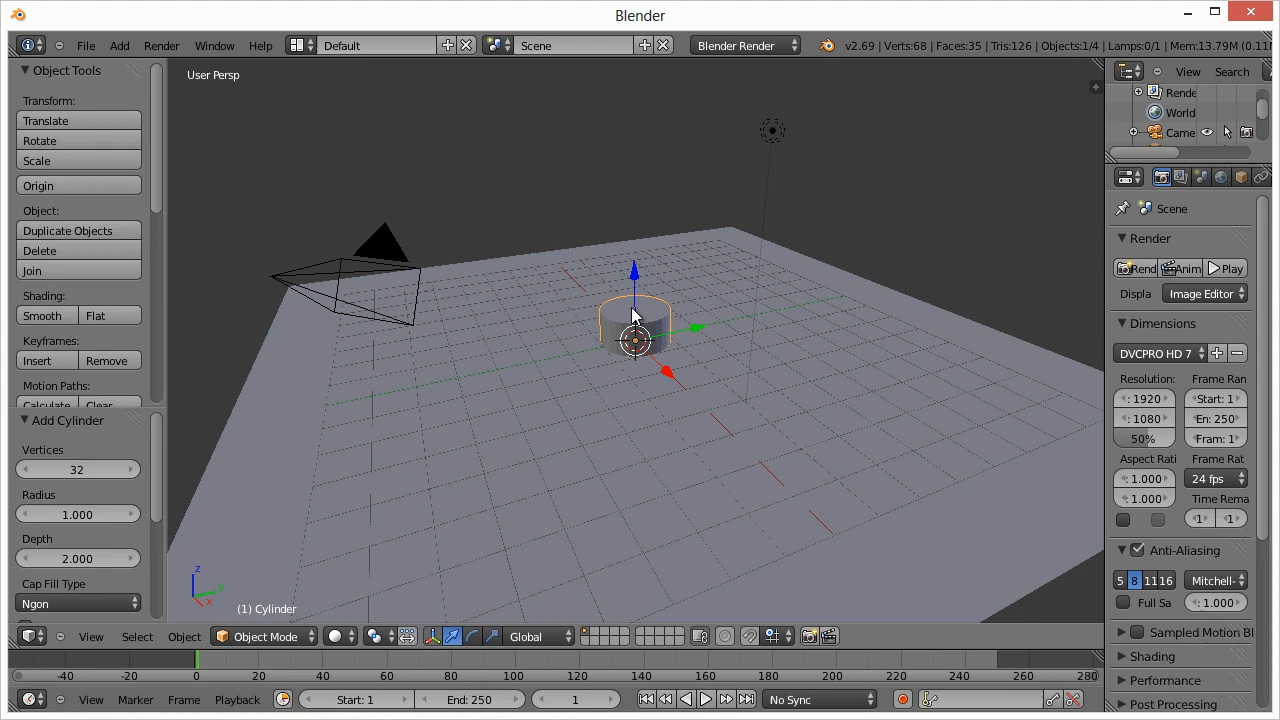 Blender
File Add Render Window Help Default Scene Blender Render v2.69 | Verts:68 | Faces:35 | Tris:126 | Objects:1/4 | Lamps:0/1 | Mem:13.79M (0.11
Object Tools
Transform:
Translate
Rotate
Scale
Origin
Object:
Duplicate Objects
Delete
Join
Shading:
Smooth Flat
Keyframes:
Insert Remove
Motion Paths:
Calculate Clear
Add Cylinder
Vertices
32
Radius
1.000
Depth
2.000
Cap Fill Type
Ngon
User Persp
z
x
(1) Cylinder
View Search
Rende
World
Came
Scene
Render
Rend Anim Play
Displa Image Editor
Dimensions
DVCPRO HD 7
Resolution: Frame Ran
: 1920 Start: 1
: 1080 En: 250
50% Fram: 1
Aspect Rati Frame Rat
: 1.000 24 fps
: 1.000 Time Rema
1 1
Anti-Aliasing
5 8 11 16 Mitchell-
Full Sa : 1.000
Sampled Motion Bl
Shading
Performance
Post Processing
View Select Object Object Mode Global
-40 -20 0 20 40 60 80 100 120 140 160 180 200 220 240 260 280
View Marker Frame Playback Start: 1 End: 250 1 No Sync